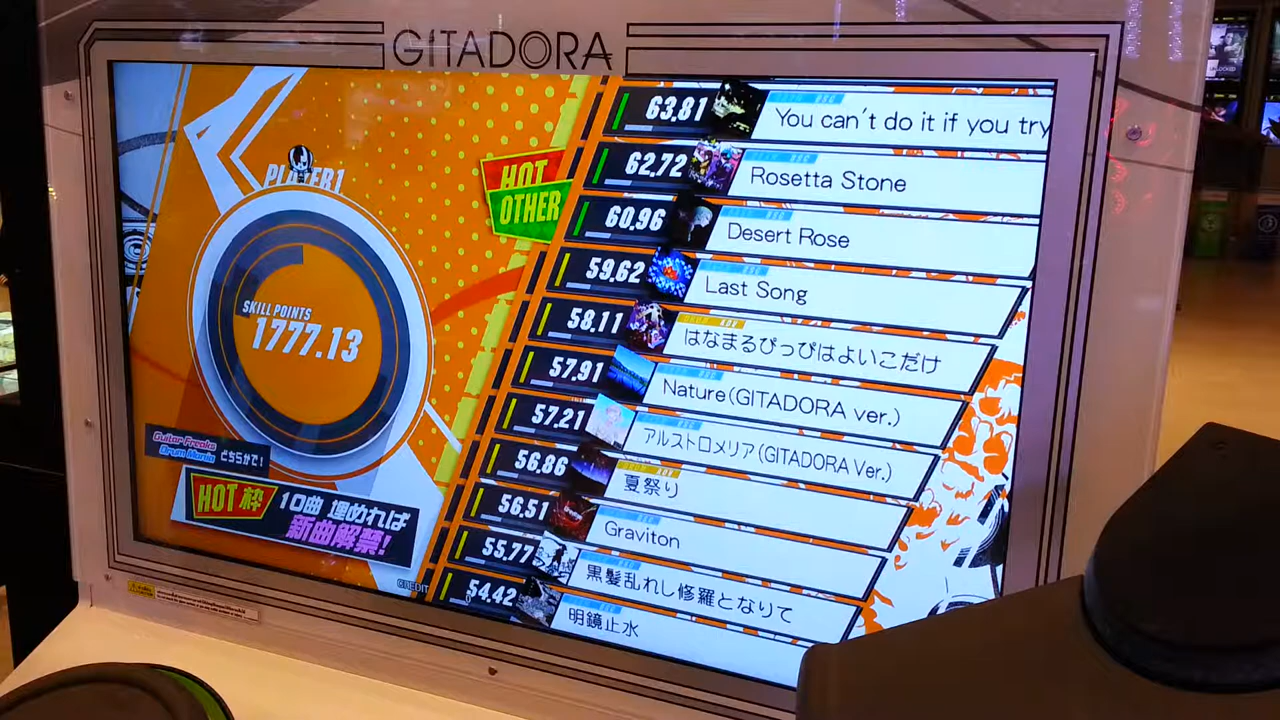 GITADORA
PLAYER1
SKILL POINTS
1777.13
Guitar Freaks
Drum Mania どちらかで!
HOT枠 10曲 埋めれば
新曲解禁!
CREDIT
HOT
OTHER
63.81 You can't do it if you try
62.72 Rosetta Stone
60.96 Desert Rose
59.62 Last Song
58.11 はなまるぴっぴはよいこだけ
57.91 Nature(GITADORA ver.)
57.21 アルストロメリア(GITADORA Ver.)
56.86 夏祭り
56.51 Graviton
55.77 黒髪乱れし修羅となりて
54.42 明鏡止水